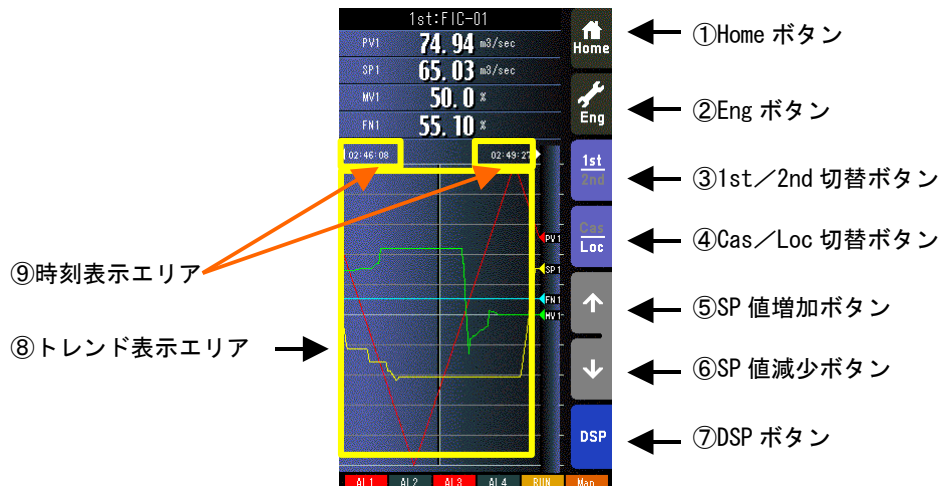 1st:FIC-01
PV1 74.94 m3/sec
SP1 65.03 m3/sec
MV1 50.0 %
FN1 55.10 %
02:46:08 02:49:27
PV1
SP1
FN1
MV1
AL1 AL2 AL3 AL4 RUN Man
Home
Eng
1st
2nd
Cas
Loc
DSP
①Home ボタン
②Eng ボタン
③1st／2nd 切替ボタン
④Cas／Loc 切替ボタン
⑤SP 値増加ボタン
⑥SP 値減少ボタン
⑦DSP ボタン
⑨時刻表示エリア
⑧トレンド表示エリア